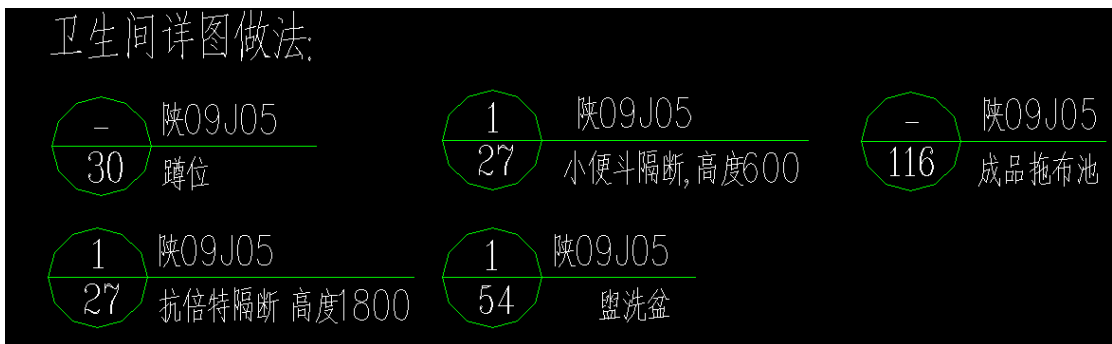 卫生间详图做法:
- 陕09J05
30 蹲位
1 陕09J05
27 小便斗隔断,高度600
- 陕09J05
116 成品拖布池
1 陕09J05
27 抗倍特隔断 高度1800
1 陕09J05
54 盥洗盆